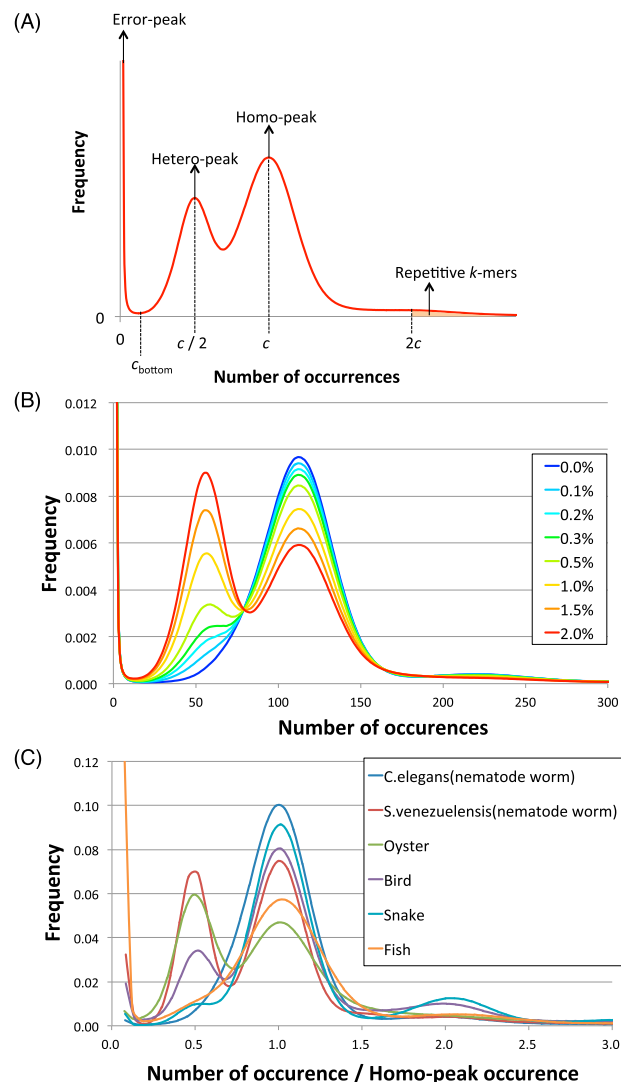 (A)
Error-peak
Homo-peak
Hetero-peak
Frequency
Repetitive k-mers
0
0
c / 2
c
2c
cbottom
Number of occurrences
(B)
0.012
0.010
0.008
0.006
0.004
0.002
0.000
Frequency
0.0%
0.1%
0.2%
0.3%
0.5%
1.0%
1.5%
2.0%
0
50
100
150
200
250
300
Number of occurences
(C)
0.12
0.10
0.08
0.06
0.04
0.02
0.00
Frequency
C.elegans(nematode worm)
S.venezuelensis(nematode worm)
Oyster
Bird
Snake
Fish
0.0
0.5
1.0
1.5
2.0
2.5
3.0
Number of occurence / Homo-peak occurence